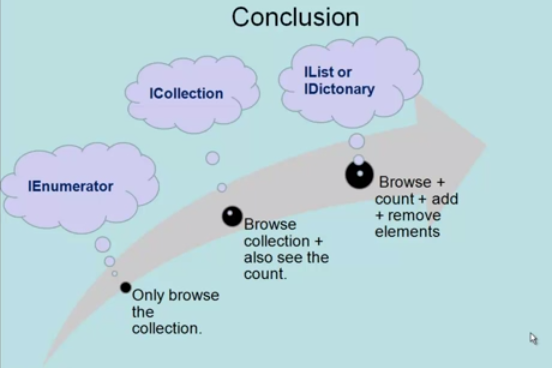 Conclusion
IEnumerator
Only browse
the
collection.
ICollection
Browse
collection +
also see the
count.
IList or
IDictonary
Browse +
count + add
+ remove
elements